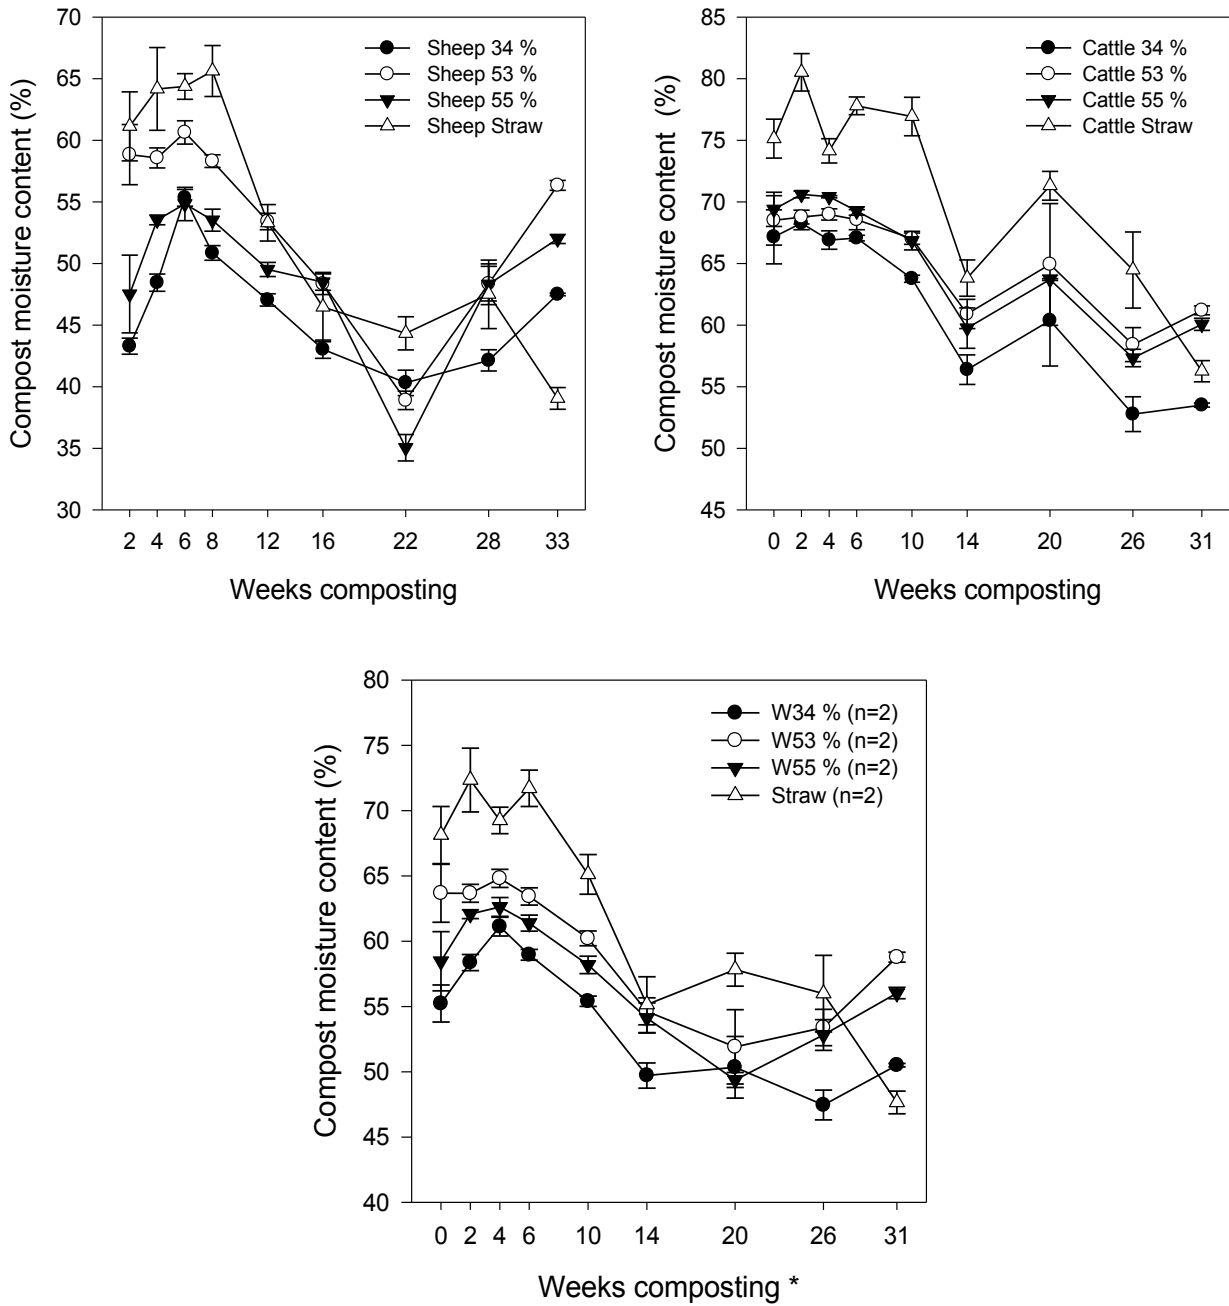 Compost moisture content (%)
70
65
60
55
50
45
40
35
30
Sheep 34 %
Sheep 53 %
Sheep 55 %
Sheep Straw
2 4 6 8 12 16 22 28 33
Weeks composting
Compost moisture content (%)
85
80
75
70
65
60
55
50
45
Cattle 34 %
Cattle 53 %
Cattle 55 %
Cattle Straw
0 2 4 6 10 14 20 26 31
Weeks composting
Compost moisture content (%)
80
75
70
65
60
55
50
45
40
W34 % (n=2)
W53 % (n=2)
W55 % (n=2)
Straw (n=2)
0 2 4 6 10 14 20 26 31
Weeks composting *